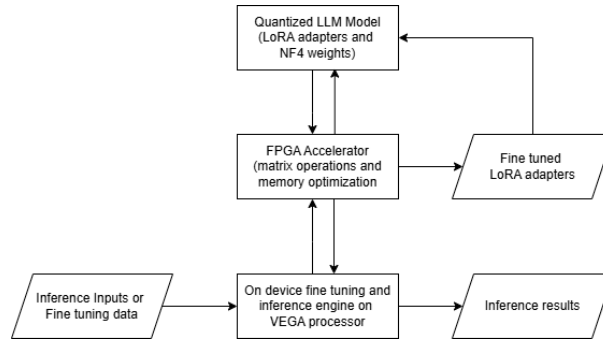 Quantized LLM Model
(LoRA adapters and
NF4 weights)
FPGA Accelerator
(matrix operations and
memory optimization
Fine tuned
LoRA adapters
Inference Inputs or
Fine tuning data
On device fine tuning and
inference engine on
VEGA processor
Inference results